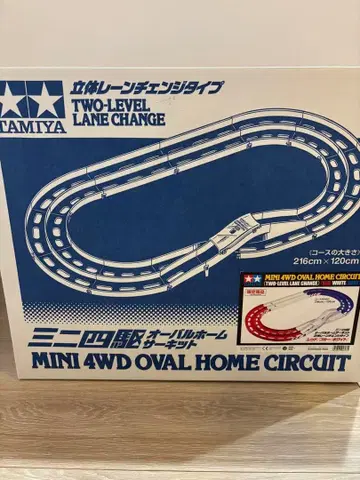 立体レーンチェンジタイプ
TWO-LEVEL
LANE CHANGE
TAMIYA
〈コースの大きさ〉
216cm×120cm
MINI 4WD OVAL HOME CIRCUIT
(TWO-LEVEL LANE CHANGE) RED WHITE
ミニ四駆 オーバルホーム
サーキット
MINI 4WD OVAL HOME CIRCUIT